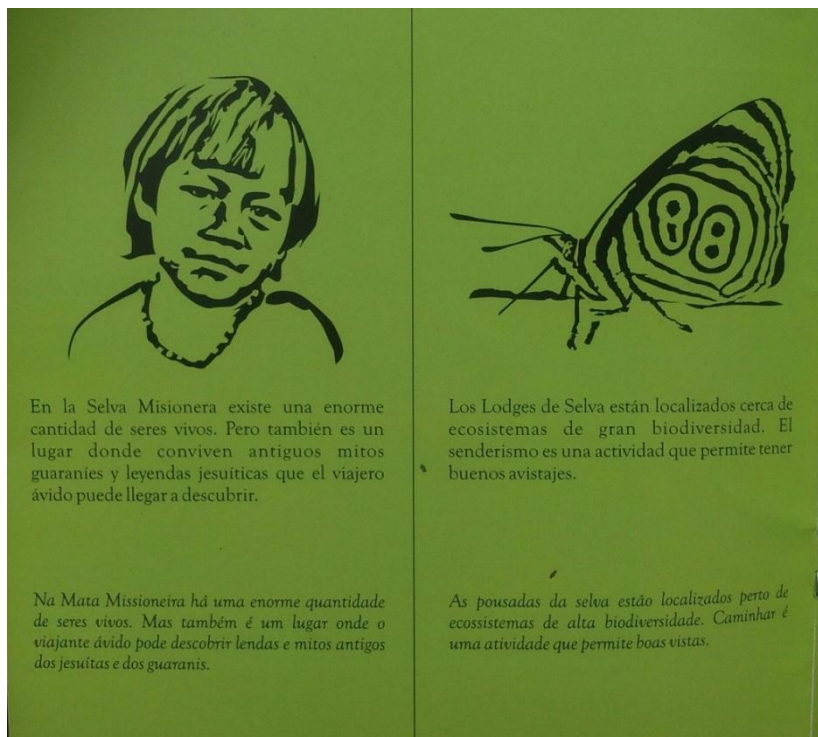 En la Selva Misionera existe una enorme
cantidad de seres vivos. Pero también es un
lugar donde conviven antiguos mitos
guaraníes y leyendas jesuíticas que el viajero
ávido puede llegar a descubrir.
Na Mata Missioneira há uma enorme quantidade
de seres vivos. Mas também é um lugar onde o
viajante ávido pode descobrir lendas e mitos antigos
dos jesuítas e dos guaranis.
Los Lodges de Selva están localizados cerca de
ecosistemas de gran biodiversidad. El
senderismo es una actividad que permite tener
buenos avistajes.
As pousadas da selva estão localizados perto de
ecossistemas de alta biodiversidade. Caminhar é
uma atividade que permite boas vistas.